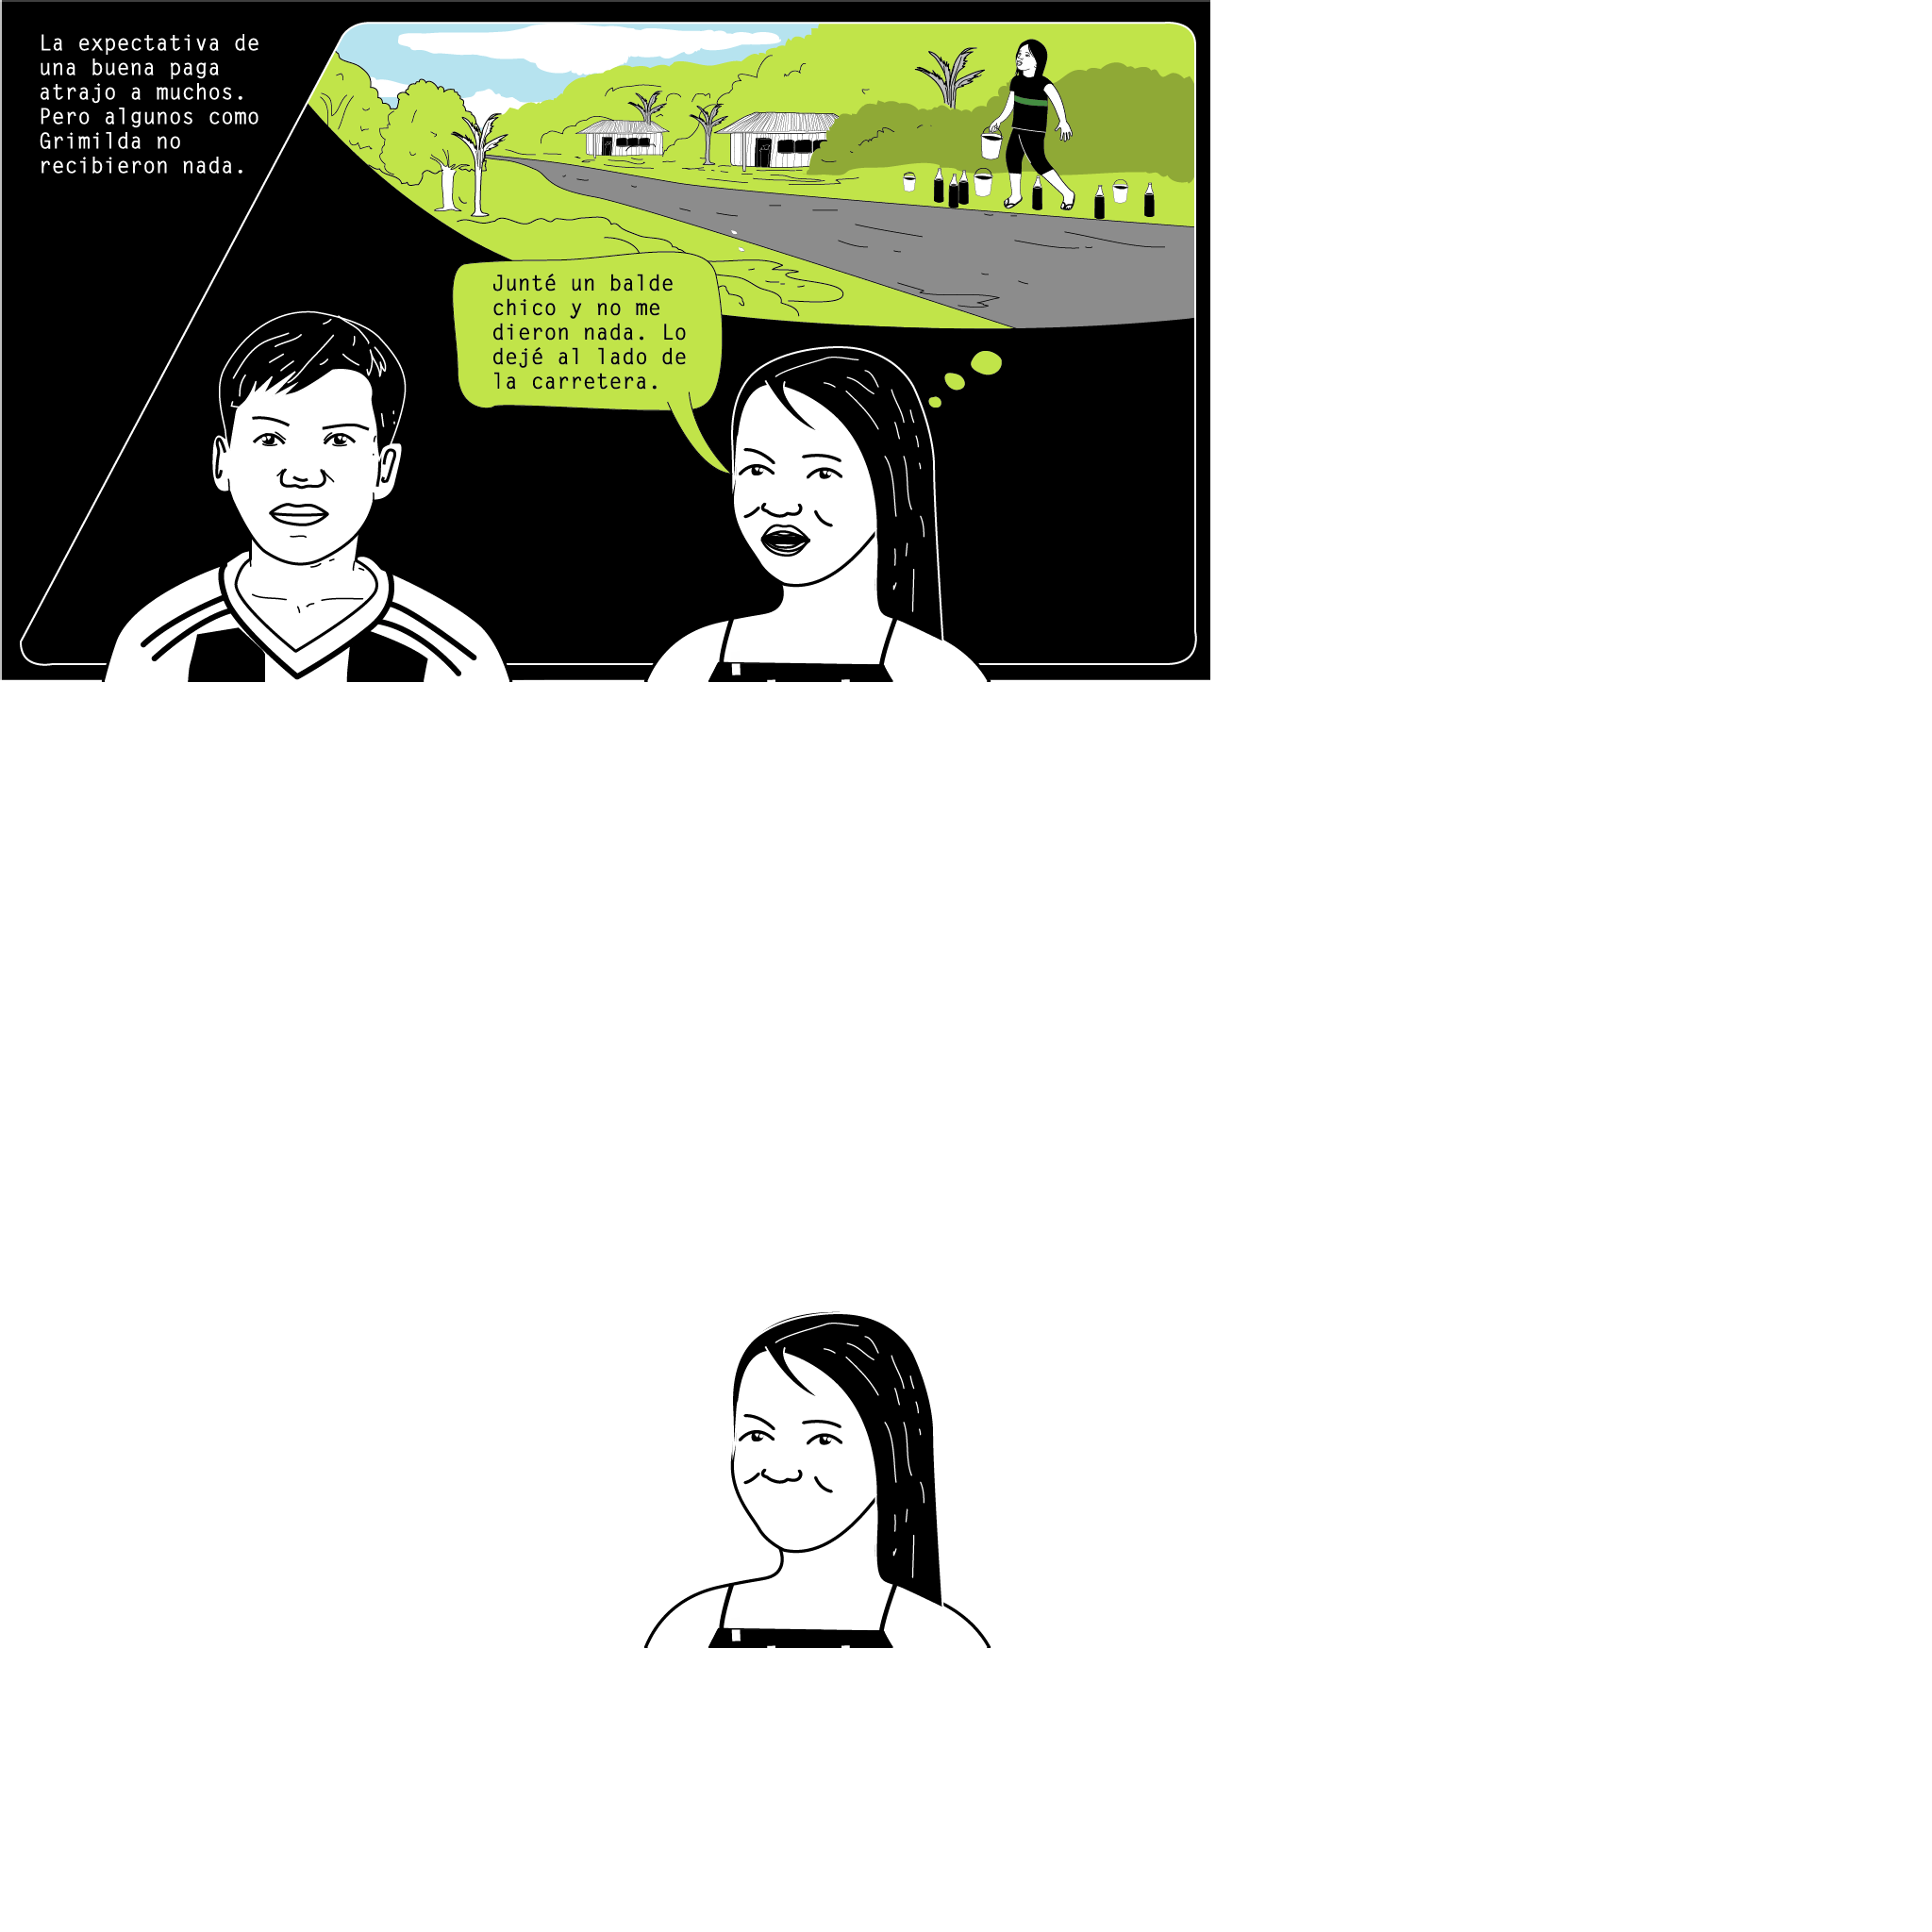 La expectativa de
una buena paga
atrajo a muchos.
Pero algunos como
Grimilda no
recibieron nada.
Junté un balde
chico y no me
dieron nada. Lo
dejé al lado de
la carretera.